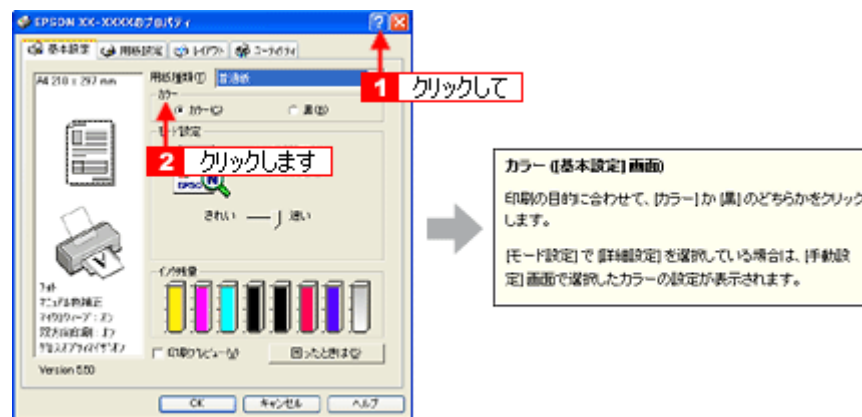 EPSON XX-XXXXのプロパティ
基本設定 用紙設定 レイアウト ユーティリティ
A4 210 x 297 mm
用紙種類(T) 普通紙
1 クリックして
カラー
カラー(C) 黒(B)
モード設定
2 クリックします
EPSON
きれい 速い
カラー ([基本設定] 画面)
印刷の目的に合わせて、[カラー] か [黒] のどちらかをクリック
します。
[モード設定] で [詳細設定] を選択している場合は、[手動設
定] 画面で選択したカラーの設定が表示されます。
インク残量
フォト
マニュアル色補正
マイクロウィーブ : オン
双方向印刷 : オン
印刷プレビュー(W) 困ったときは(Q)
Version 5.50
OK キャンセル ヘルプ